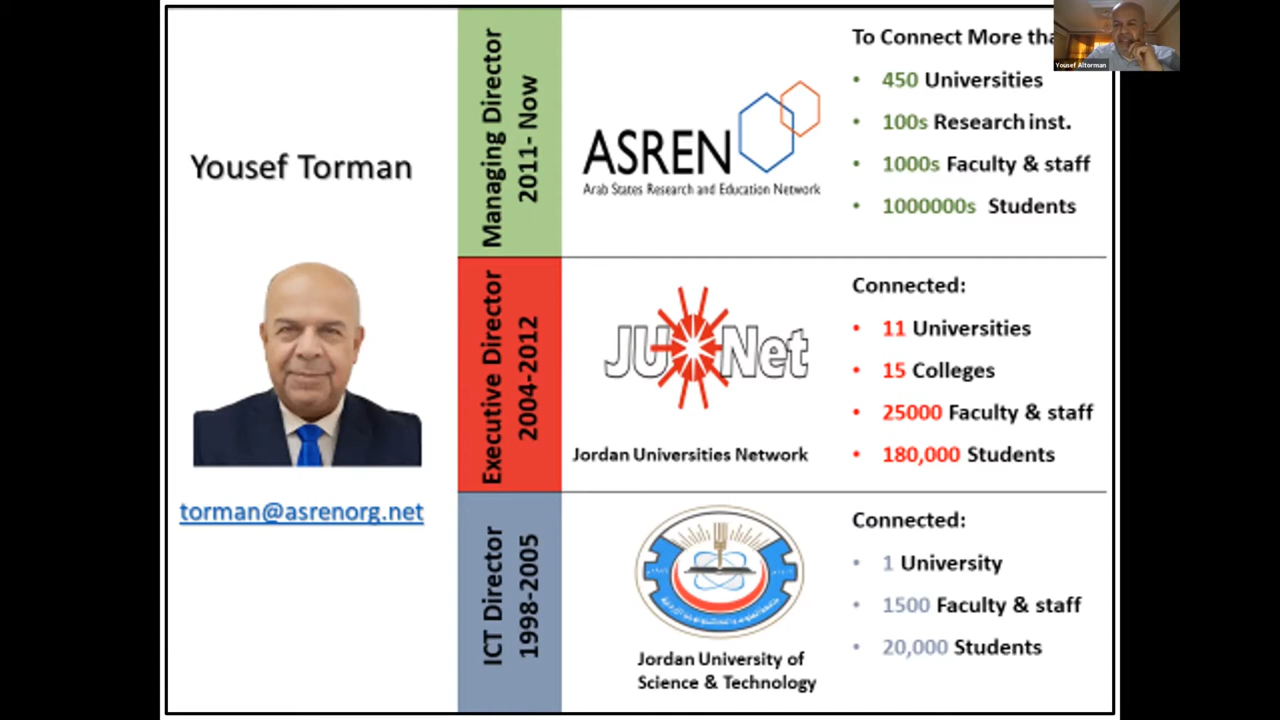 Yousef Torman
torman@asrenorg.net
Managing Director
2011- Now
ASREN
Arab States Research and Education Network
To Connect More tha
• 450 Universities
• 100s Research inst.
• 1000s Faculty & staff
• 1000000s Students
Yousef Altorman
Executive Director
2004-2012
JUNet
Jordan Universities Network
Connected:
• 11 Universities
• 15 Colleges
• 25000 Faculty & staff
• 180,000 Students
ICT Director
1998-2005
Jordan University of
Science & Technology
Connected:
• 1 University
• 1500 Faculty & staff
• 20,000 Students